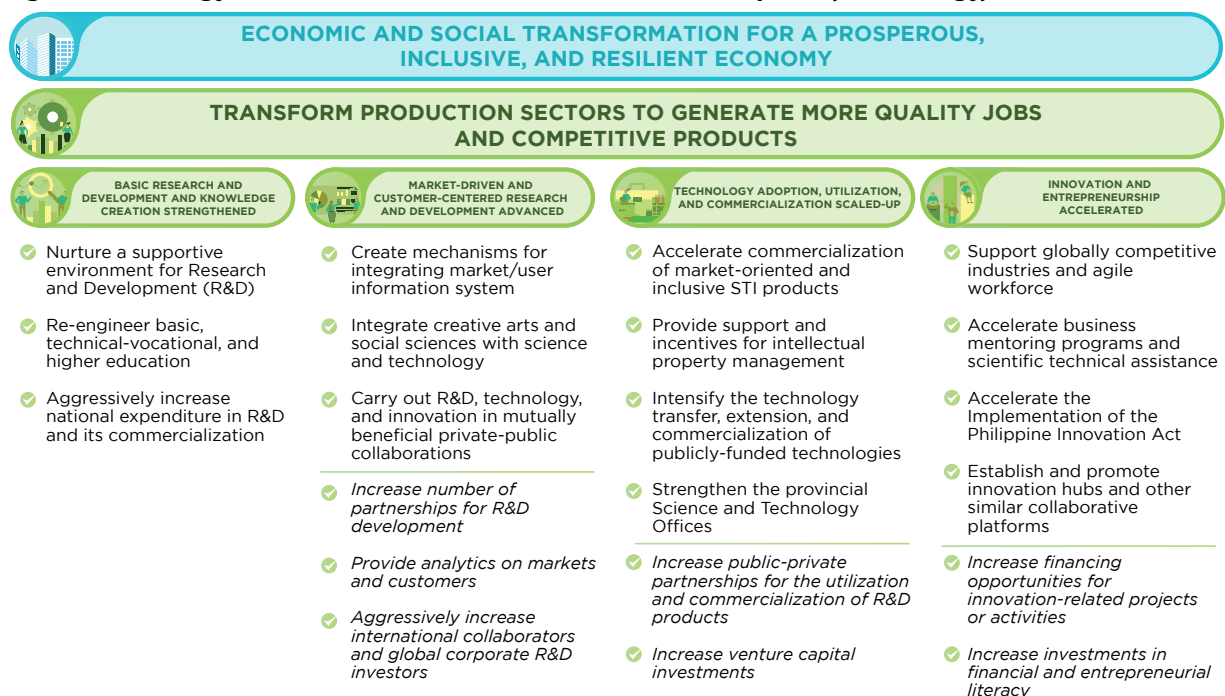 ECONOMIC AND SOCIAL TRANSFORMATION FOR A PROSPEROUS,
INCLUSIVE, AND RESILIENT ECONOMY
TRANSFORM PRODUCTION SECTORS TO GENERATE MORE QUALITY JOBS
AND COMPETITIVE PRODUCTS
BASIC RESEARCH AND
DEVELOPMENT AND KNOWLEDGE
CREATION STRENGTHENED
Nurture a supportive
environment for Research
and Development (R&D)
Re-engineer basic,
technical-vocational, and
higher education
Aggressively increase
national expenditure in R&D
and its commercialization
MARKET-DRIVEN AND
CUSTOMER-CENTERED RESEARCH
AND DEVELOPMENT ADVANCED
Create mechanisms for
integrating market/user
information system
Integrate creative arts and
social sciences with science
and technology
Carry out R&D, technology,
and innovation in mutually
beneficial private-public
collaborations
Increase number of
partnerships for R&D
development
Provide analytics on markets
and customers
Aggressively increase
international collaborators
and global corporate R&D
investors
TECHNOLOGY ADOPTION, UTILIZATION,
AND COMMERCIALIZATION SCALED-UP
Accelerate commercialization
of market-oriented and
inclusive STI products
Provide support and
incentives for intellectual
property management
Intensify the technology
transfer, extension, and
commercialization of
publicly-funded technologies
Strengthen the provincial
Science and Technology
Offices
Increase public-private
partnerships for the utilization
and commercialization of R&D
products
Increase venture capital
investments
INNOVATION AND
ENTREPRENEURSHIP
ACCELERATED
Support globally competitive
industries and agile
workforce
Accelerate business
mentoring programs and
scientific technical assistance
Accelerate the
Implementation of the
Philippine Innovation Act
Establish and promote
innovation hubs and other
similar collaborative
platforms
Increase financing
opportunities for
innovation-related projects
or activities
Increase investments in
financial and entrepreneurial
literacy